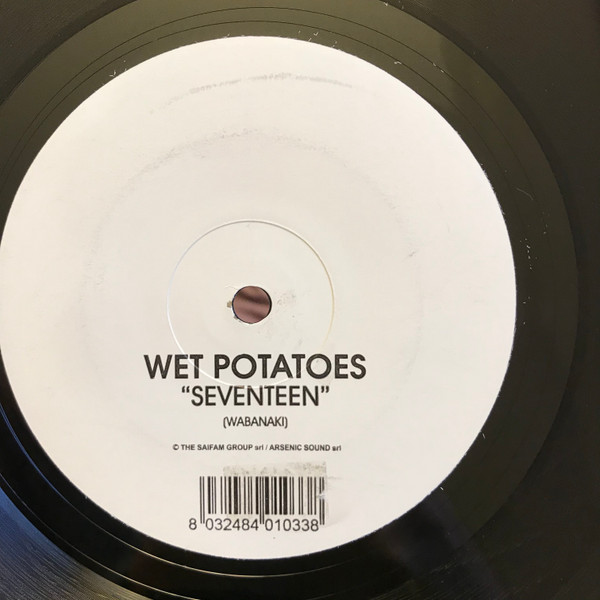 WET POTATOES
“SEVENTEEN”
(WABANAKI)
© THE SAIFAM GROUP srl / ARSENIC SOUND srl
8 032484 010338